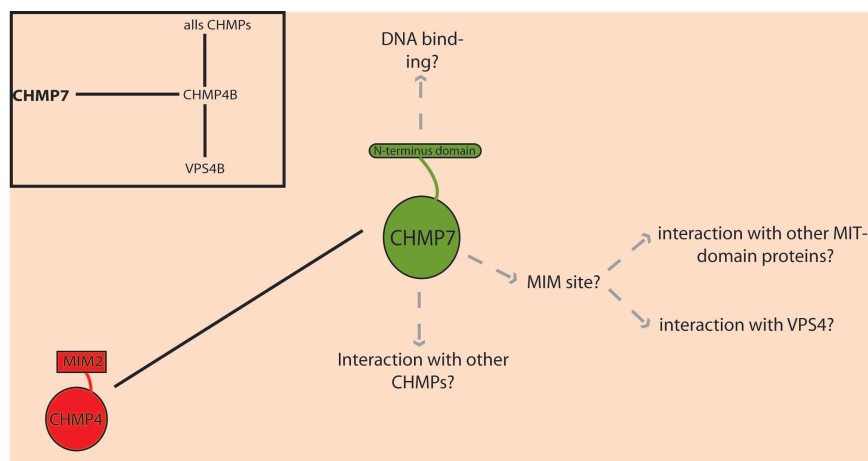 alls CHMPs
CHMP7
CHMP4B
VPS4B
DNA bind-
ing?
N-terminus domain
CHMP7
interaction with other MIT-
domain proteins?
MIM site?
interaction with VPS4?
Interaction with other
CHMPs?
MIM2
CHMP4